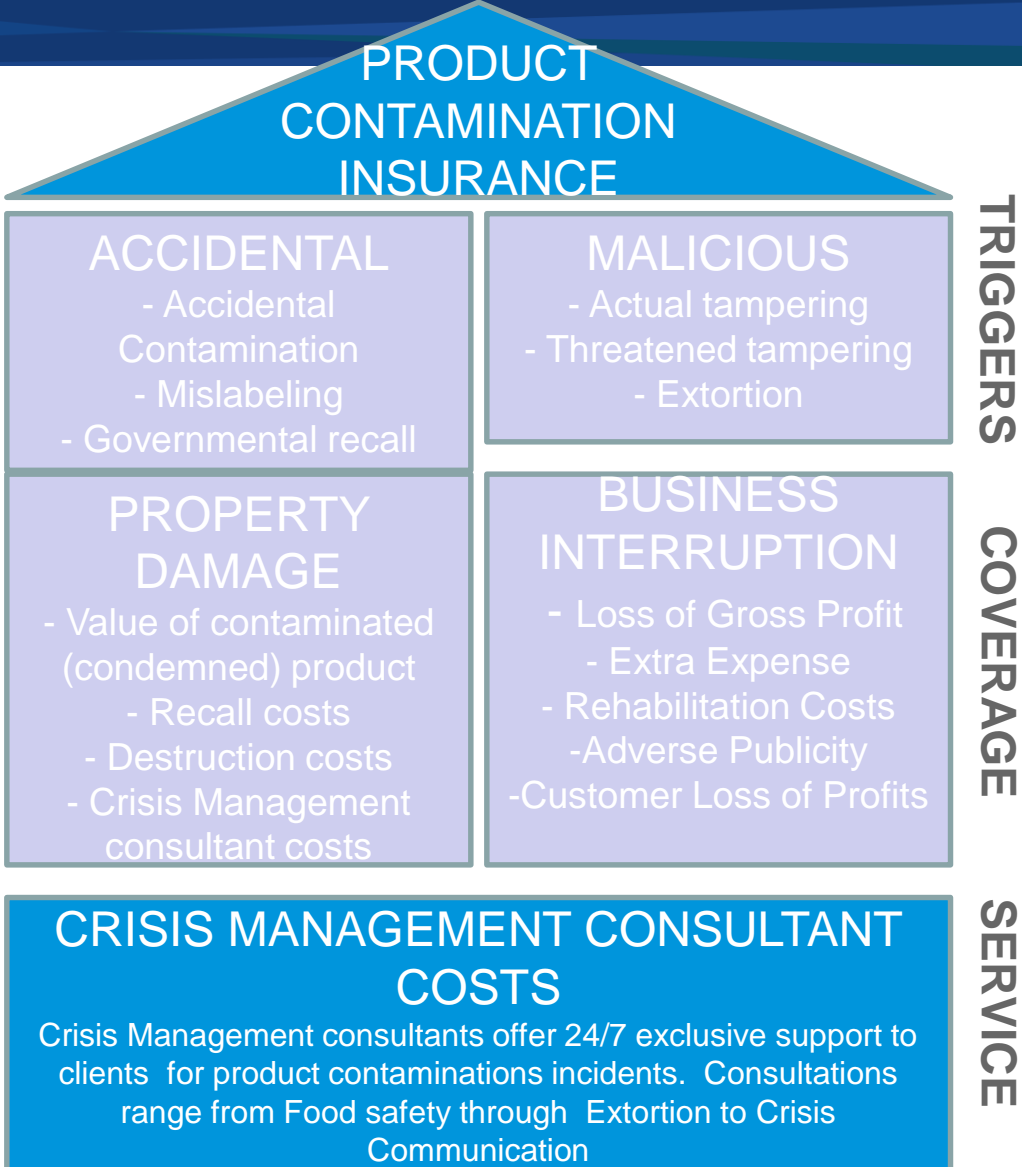 PRODUCT
CONTAMINATION
INSURANCE
ACCIDENTAL
- Accidental
Contamination
- Mislabeling
- Governmental recall
MALICIOUS
- Actual tampering
- Threatened tampering
- Extortion
TRIGGERS
PROPERTY
DAMAGE
- Value of contaminated
(condemned) product
- Recall costs
- Destruction costs
- Crisis Management
consultant costs
BUSINESS
INTERRUPTION
- Loss of Gross Profit
- Extra Expense
- Rehabilitation Costs
-Adverse Publicity
-Customer Loss of Profits
COVERAGE
CRISIS MANAGEMENT CONSULTANT
COSTS
Crisis Management consultants offer 24/7 exclusive support to
clients  for product contaminations incidents.  Consultations
range from Food safety through  Extortion to Crisis
Communication
SERVICE